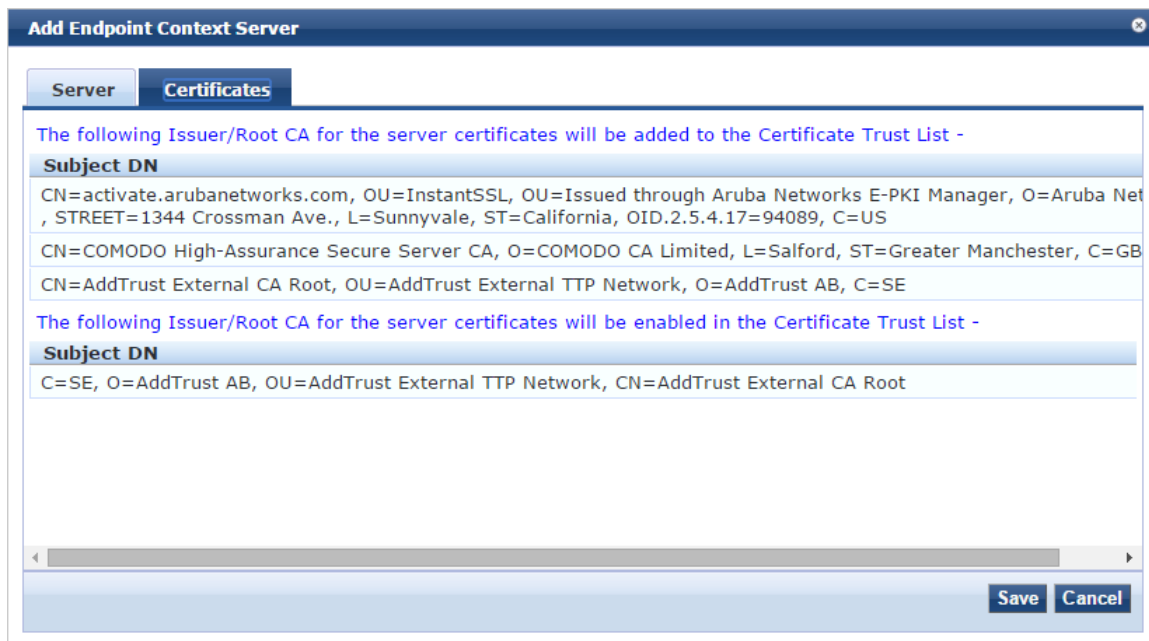 Add Endpoint Context Server
Server Certificates
The following Issuer/Root CA for the server certificates will be added to the Certificate Trust List -
Subject DN
CN=activate.arubanetworks.com, OU=InstantSSL, OU=Issued through Aruba Networks E-PKI Manager, O=Aruba Net
, STREET=1344 Crossman Ave., L=Sunnyvale, ST=California, OID.2.5.4.17=94089, C=US
CN=COMODO High-Assurance Secure Server CA, O=COMODO CA Limited, L=Salford, ST=Greater Manchester, C=GB
CN=AddTrust External CA Root, OU=AddTrust External TTP Network, O=AddTrust AB, C=SE
The following Issuer/Root CA for the server certificates will be enabled in the Certificate Trust List -
Subject DN
C=SE, O=AddTrust AB, OU=AddTrust External TTP Network, CN=AddTrust External CA Root
Save Cancel